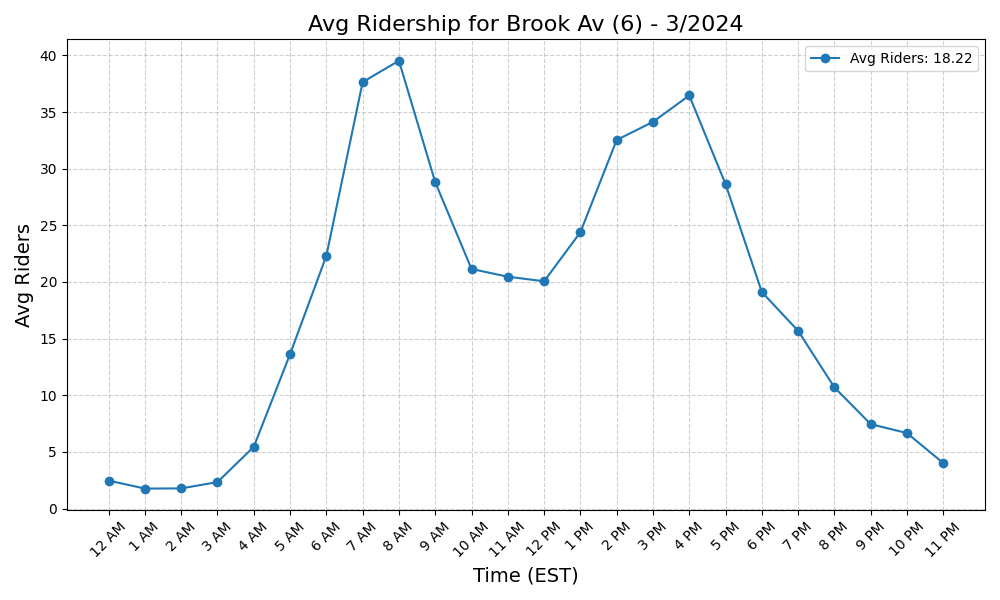 Avg Ridership for Brook Av (6) - 3/2024
Avg Riders: 18.22
Avg Riders
40
35
30
25
20
15
10
5
0
12 AM
1 AM
2 AM
3 AM
4 AM
5 AM
6 AM
7 AM
8 AM
9 AM
10 AM
11 AM
12 PM
1 PM
2 PM
3 PM
4 PM
5 PM
6 PM
7 PM
8 PM
9 PM
10 PM
11 PM
Time (EST)